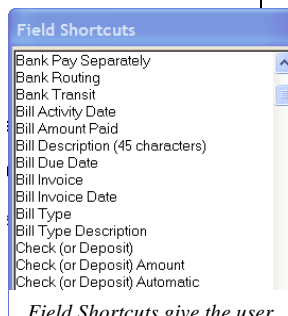 Field Shortcuts
Bank Pay Separately
Bank Routing
Bank Transit
Bill Activity Date
Bill Amount Paid
Bill Description (45 characters)
Bill Due Date
Bill Invoice
Bill Invoice Date
Bill Type
Bill Type Description
Check (or Deposit)
Check (or Deposit) Amount
Check (or Deposit) Automatic
Field Shortcuts give the user